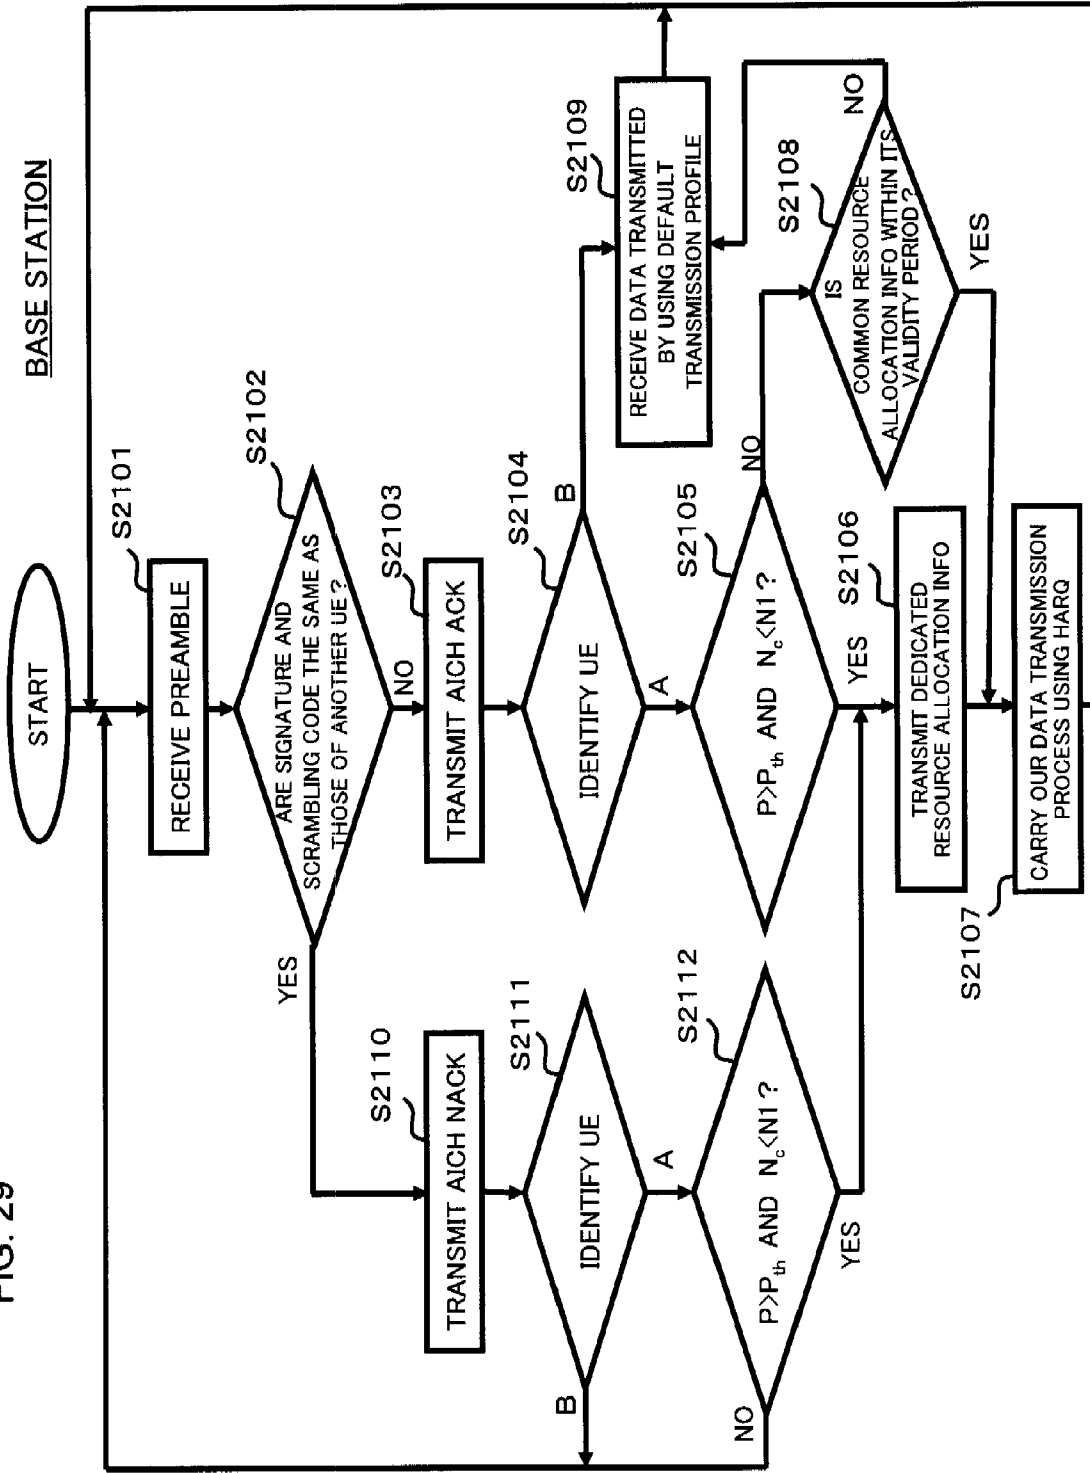 FIG. 29
BASE STATION
START
S2101
RECEIVE PREAMBLE
S2102
ARE SIGNATURE AND
SCRAMBLING CODE THE SAME AS
THOSE OF ANOTHER UE?
YES
NO
S2110
TRANSMIT AICH NACK
S2103
TRANSMIT AICH ACK
S2111
IDENTIFY UE
B
A
S2104
IDENTIFY UE
B
A
S2109
RECEIVE DATA TRANSMITTED
BY USING DEFAULT
TRANSMISSION PROFILE
S2112
P>Pth AND Nc<N1?
NO
YES
S2105
P>Pth AND Nc<N1?
NO
YES
S2108
IS
COMMON RESOURCE
ALLOCATION INFO WITHIN ITS
VALIDITY PERIOD?
NO
YES
S2106
TRANSMIT DEDICATED
RESOURCE ALLOCATION INFO
S2107
CARRY OUR DATA TRANSMISSION
PROCESS USING HARQ